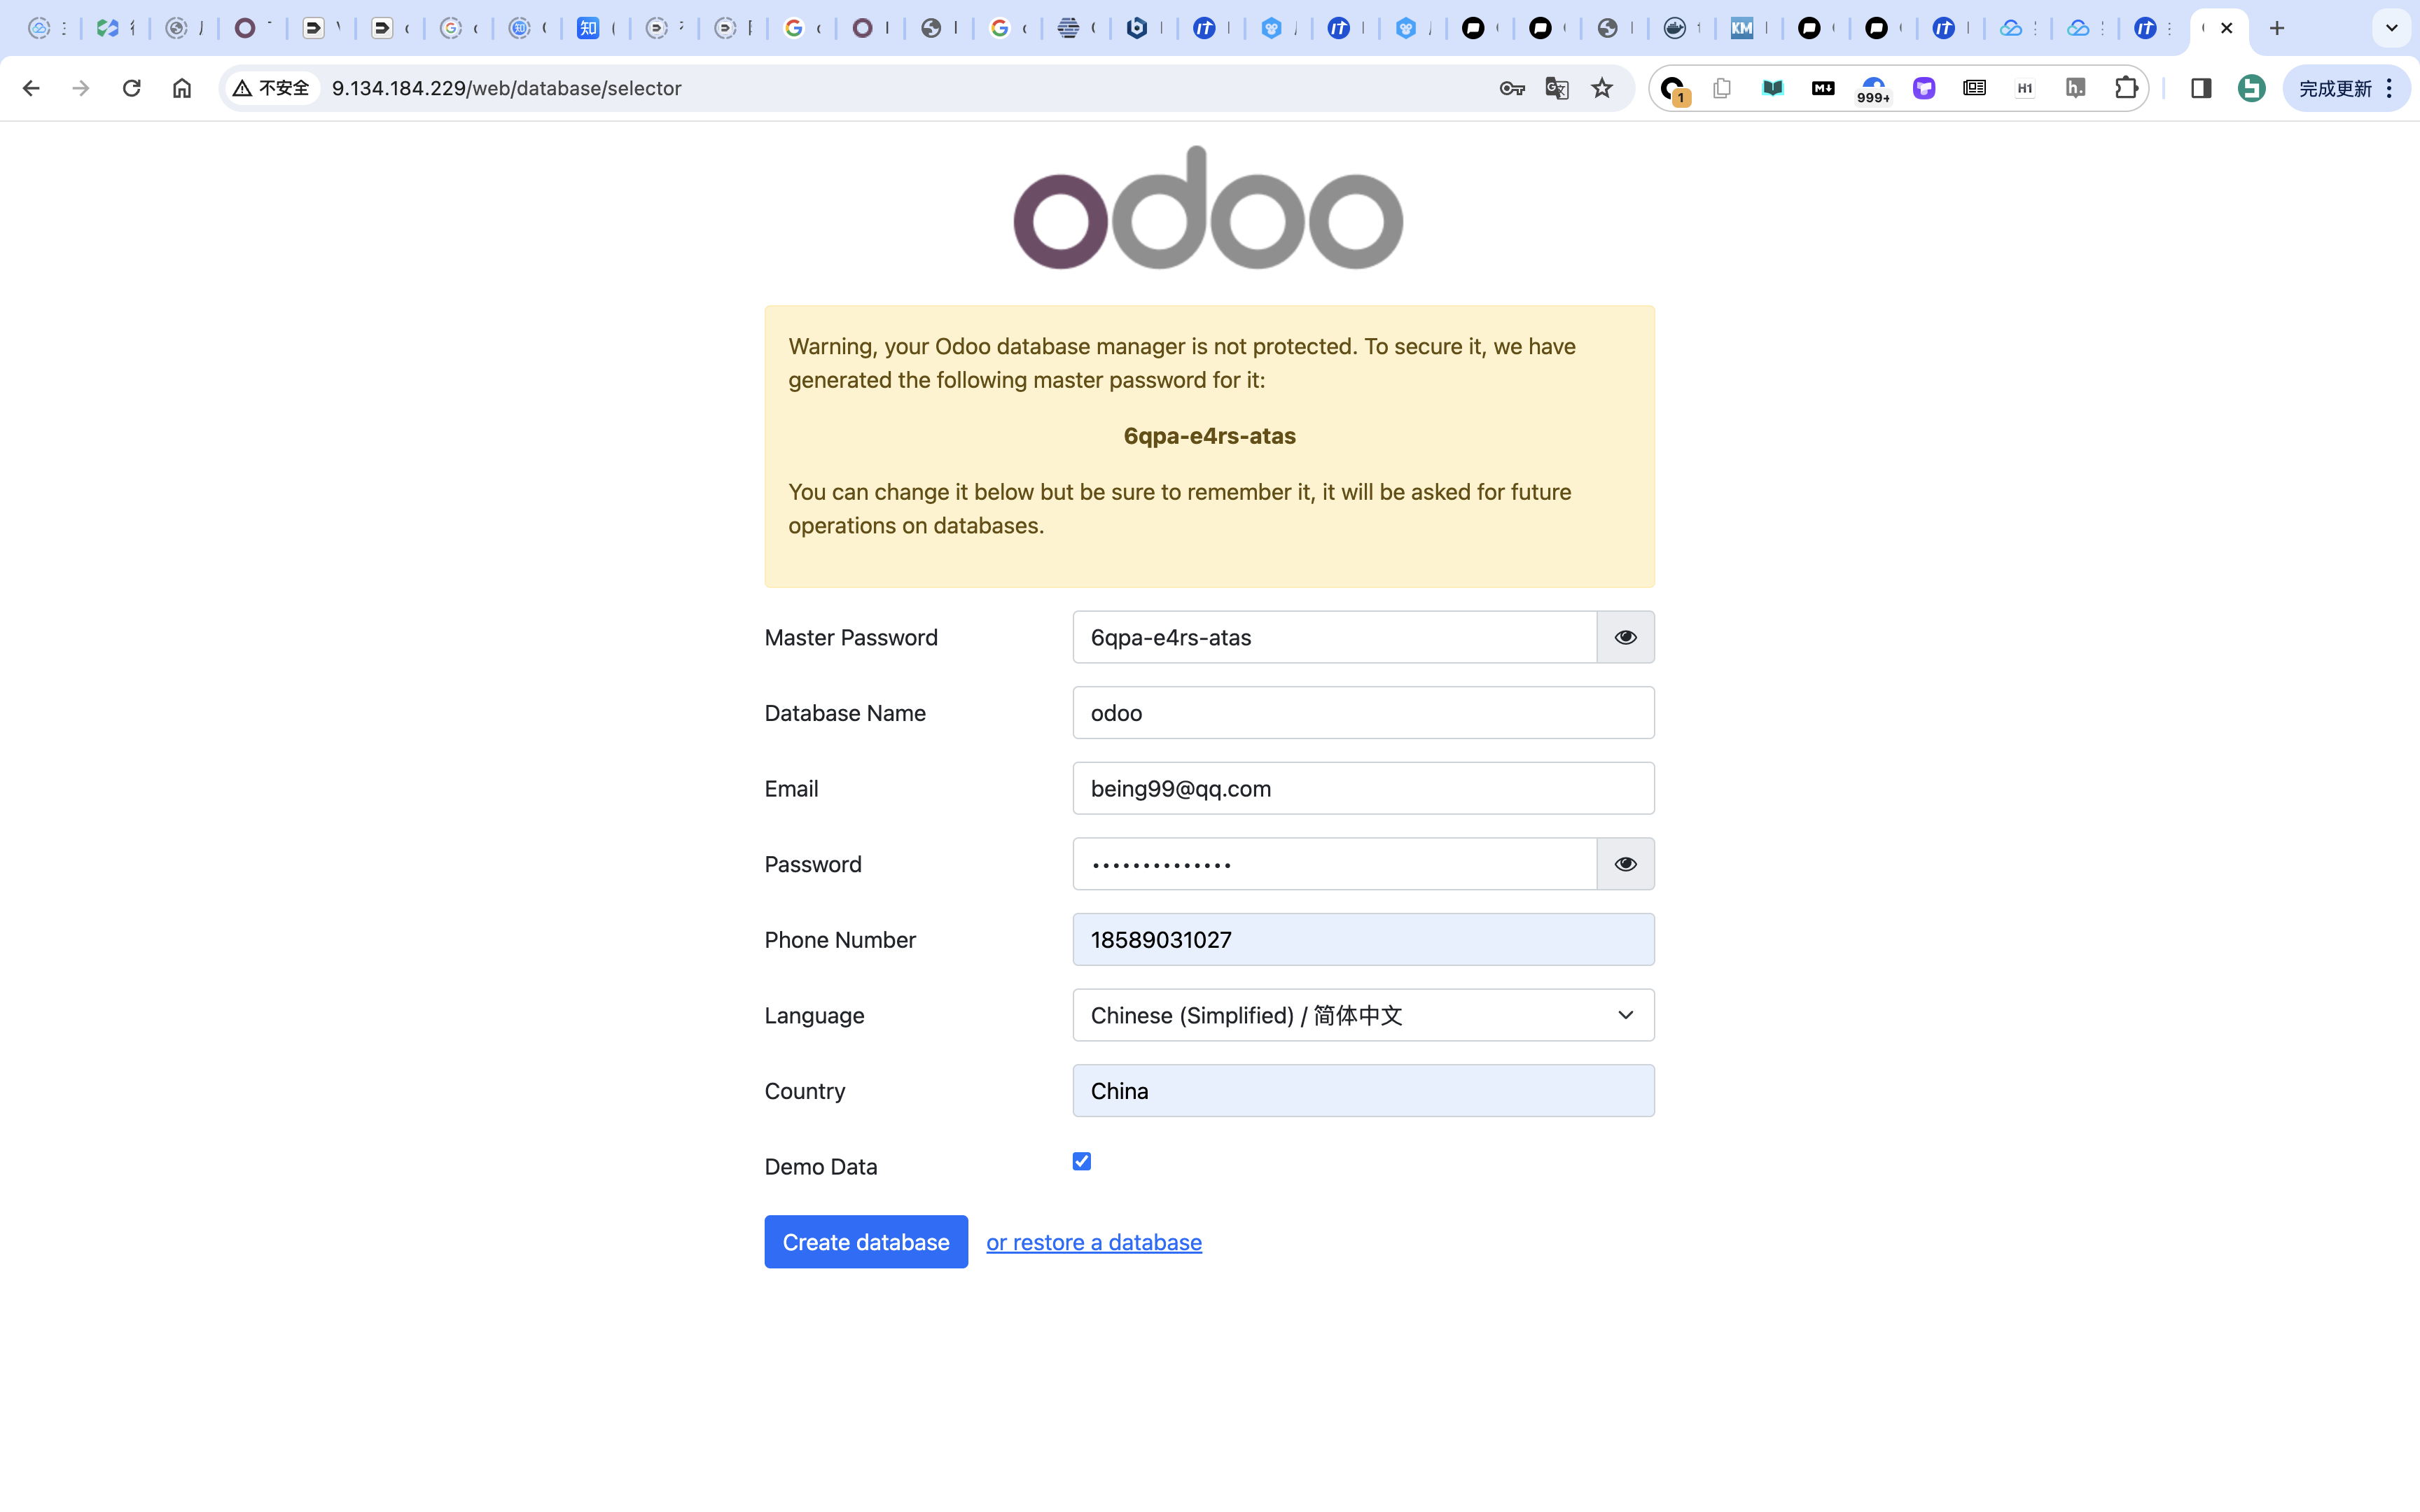 不安全
9.134.184.229/web/database/selector
1
M
999+
H1
h.
完成更新
odoo
Warning, your Odoo database manager is not protected. To secure it, we have
generated the following master password for it:
6qpa-e4rs-atas
You can change it below but be sure to remember it, it will be asked for future
operations on databases.
Master Password
6qpa-e4rs-atas
Database Name
odoo
Email
being99@qq.com
Password
••••••••••••••
Phone Number
18589031027
Language
Chinese (Simplified) / 简体中文
Country
China
Demo Data
Create database
or restore a database